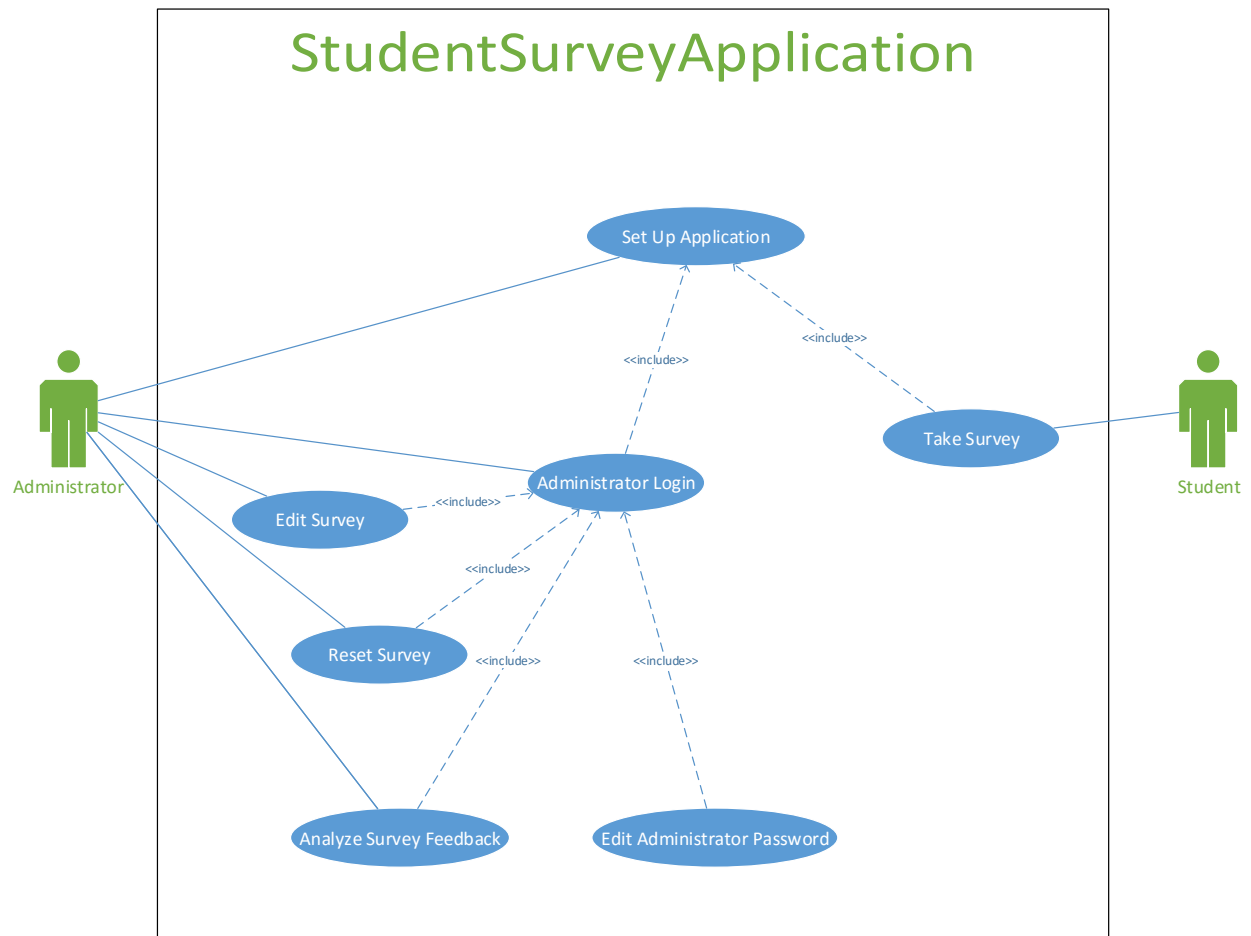 StudentSurveyApplication
Set Up Application
<<include>>
<<include>>
Take Survey
Administrator
Student
Administrator Login
<<include>>
Edit Survey
<<include>>
Reset Survey
<<include>>
<<include>>
Analyze Survey Feedback
Edit Administrator Password